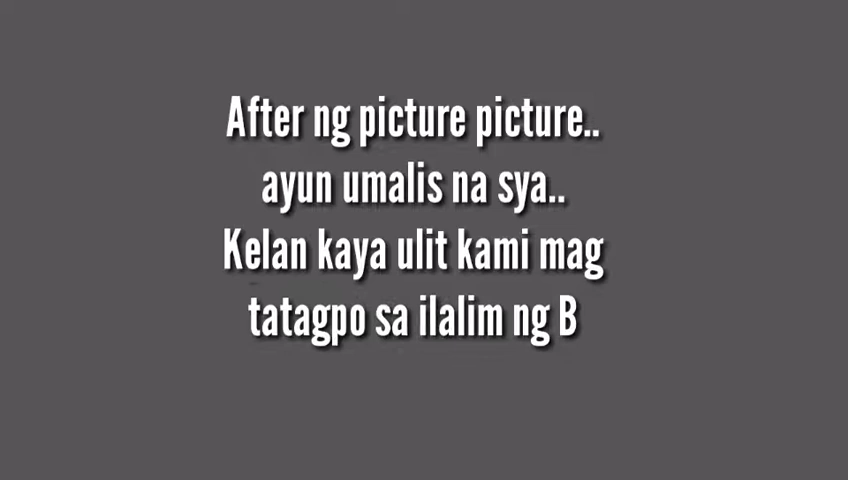 After ng picture picture..
ayun umalis na sya..
Kelan kaya ulit kami mag
tatagpo sa ilalim ng B